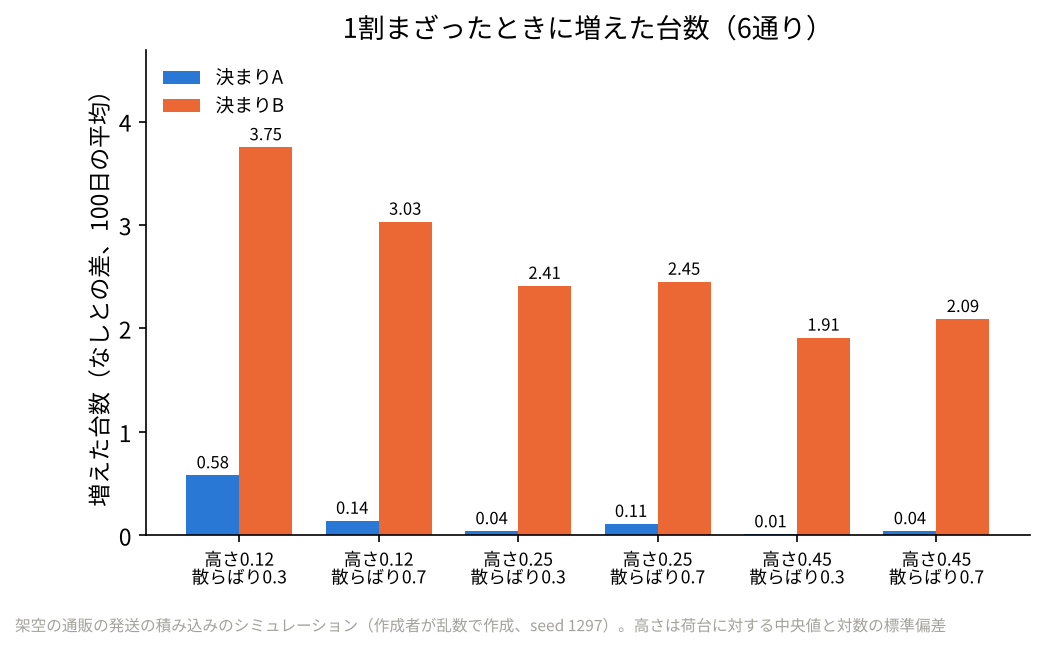 1割まざったときに増えた台数（6通り）
決まりA
決まりB
増えた台数（なしとの差、100日の平均）
4
3
2
1
0
0.58
3.75
0.14
3.03
0.04
2.41
0.11
2.45
0.01
1.91
0.04
2.09
高さ0.12
散らばり0.3
高さ0.12
散らばり0.7
高さ0.25
散らばり0.3
高さ0.25
散らばり0.7
高さ0.45
散らばり0.3
高さ0.45
散らばり0.7
架空の通販の発送の積み込みのシミュレーション（作成者が乱数で作成、seed 1297）。高さは荷台に対する中央値と対数の標準偏差